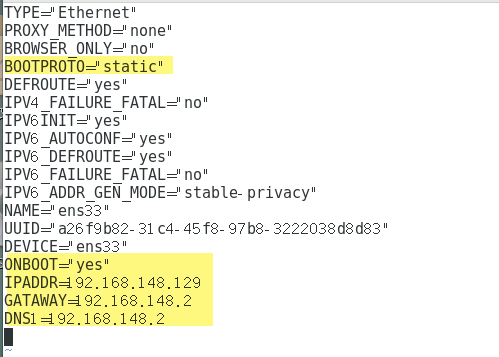 TYPE="Ethernet"
PROXY_METHOD="none"
BROWSER_ONLY="no"
BOOTPROTO="static"
DEFROUTE="yes"
IPV4_FAILURE_FATAL="no"
IPV6INIT="yes"
IPV6_AUTOCONF="yes"
IPV6_DEFROUTE="yes"
IPV6_FAILURE_FATAL="no"
IPV6_ADDR_GEN_MODE="stable-privacy"
NAME="ens33"
UUID="a26f9b82-31c4-45f8-97b8-3222038d8d83"
DEVICE="ens33"
ONBOOT="yes"
IPADDR=192.168.148.129
GATAWAY=192.168.148.2
DNS1=192.168.148.2
~